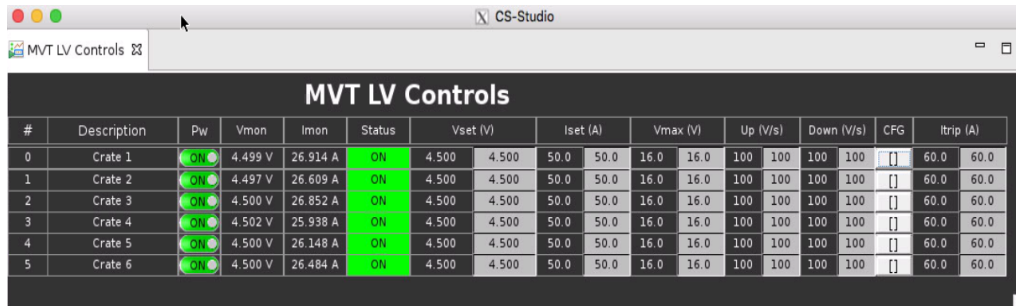 CS-Studio
MVT LV Controls
MVT LV Controls
# Description Pw Vmon Imon Status Vset (V) Iset (A) Vmax (V) Up (V/s) Down (V/s) CFG Itrip (A)
0 Crate 1 ON 4.499 V 26.914 A ON 4.500 4.500 50.0 50.0 16.0 16.0 100 100 100 100 [] 60.0 60.0
1 Crate 2 ON 4.497 V 26.609 A ON 4.500 4.500 50.0 50.0 16.0 16.0 100 100 100 100 [] 60.0 60.0
2 Crate 3 ON 4.500 V 26.852 A ON 4.500 4.500 50.0 50.0 16.0 16.0 100 100 100 100 [] 60.0 60.0
3 Crate 4 ON 4.502 V 25.938 A ON 4.500 4.500 50.0 50.0 16.0 16.0 100 100 100 100 [] 60.0 60.0
4 Crate 5 ON 4.500 V 26.148 A ON 4.500 4.500 50.0 50.0 16.0 16.0 100 100 100 100 [] 60.0 60.0
5 Crate 6 ON 4.500 V 26.484 A ON 4.500 4.500 50.0 50.0 16.0 16.0 100 100 100 100 [] 60.0 60.0